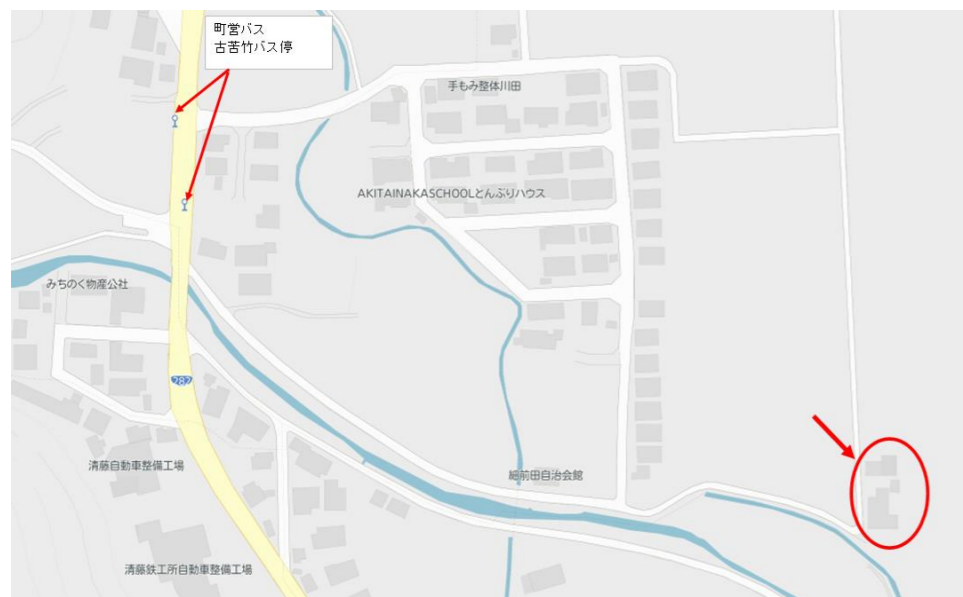 町営バス
古苦竹バス停
手もみ整体川田
AKITAINAKASCHOOLとんぶりハウス
みちのく物産公社
282
清藤自動車整備工場
細前田自治会館
清藤鉄工所自動車整備工場